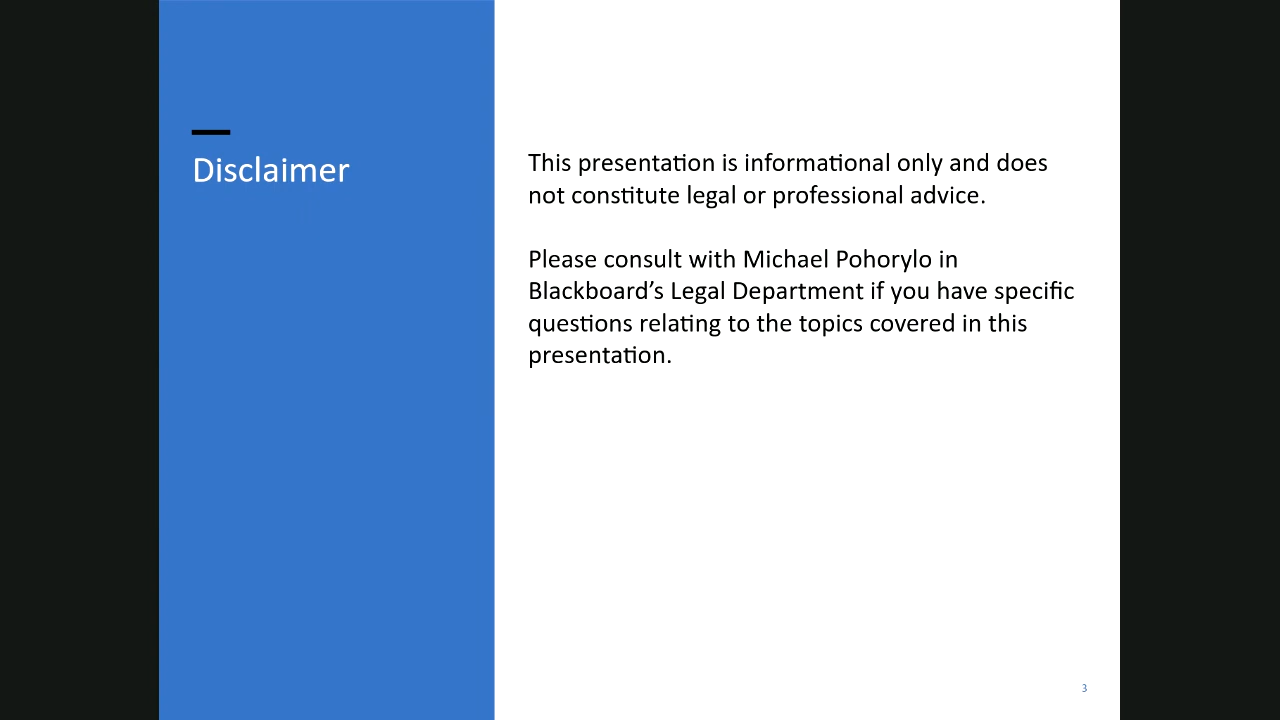 Disclaimer
This presentation is informational only and does
not constitute legal or professional advice.
Please consult with Michael Pohorylo in
Blackboard’s Legal Department if you have specific
questions relating to the topics covered in this
presentation.
3